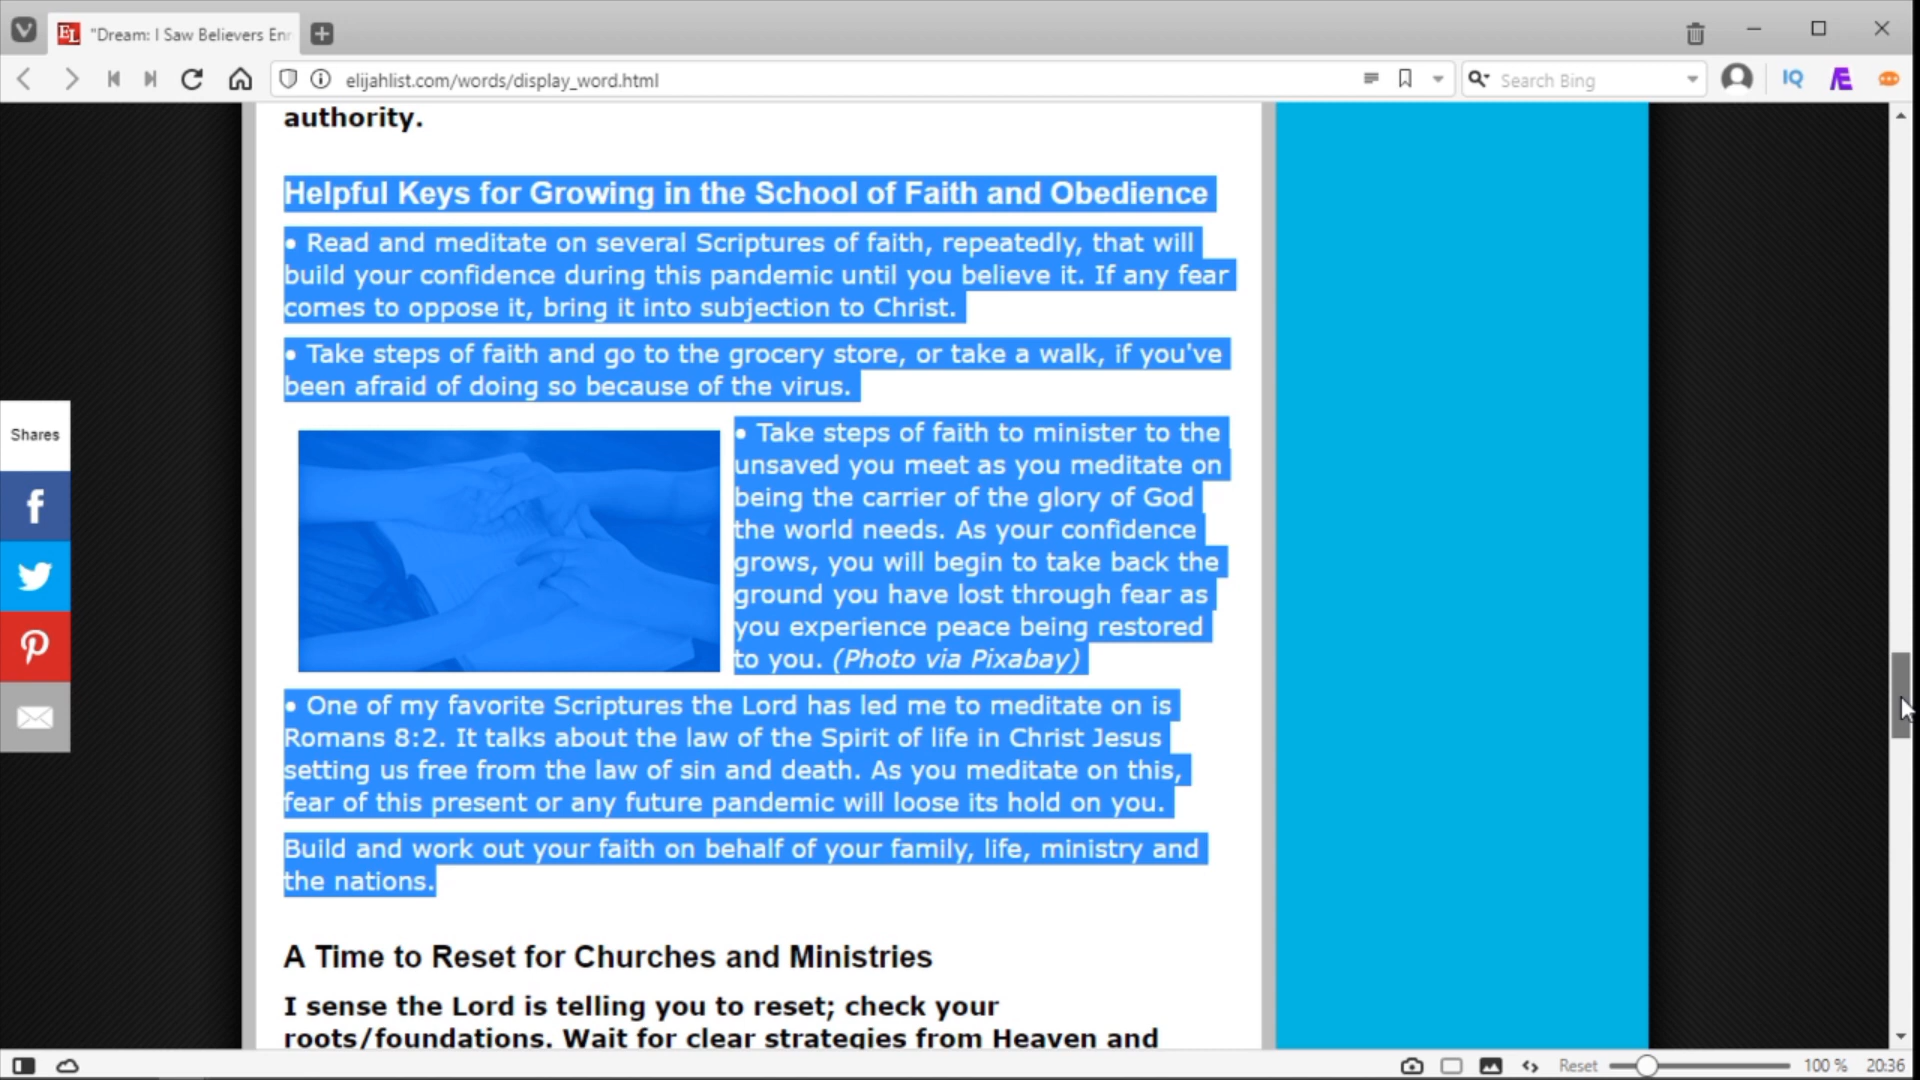 EL "Dream: I Saw Believers Enr
elijahlist.com/words/display_word.html
Search Bing
IQ
Æ
authority.
Helpful Keys for Growing in the School of Faith and Obedience
• Read and meditate on several Scriptures of faith, repeatedly, that will
build your confidence during this pandemic until you believe it. If any fear
comes to oppose it, bring it into subjection to Christ.
• Take steps of faith and go to the grocery store, or take a walk, if you've
been afraid of doing so because of the virus.
• Take steps of faith to minister to the
unsaved you meet as you meditate on
being the carrier of the glory of God
the world needs. As your confidence
grows, you will begin to take back the
ground you have lost through fear as
you experience peace being restored
to you. (Photo via Pixabay)
• One of my favorite Scriptures the Lord has led me to meditate on is
Romans 8:2. It talks about the law of the Spirit of life in Christ Jesus
setting us free from the law of sin and death. As you meditate on this,
fear of this present or any future pandemic will loose its hold on you.
Build and work out your faith on behalf of your family, life, ministry and
the nations.
A Time to Reset for Churches and Ministries
I sense the Lord is telling you to reset; check your
roots/foundations. Wait for clear strategies from Heaven and
Shares
Reset
100 %
20:36